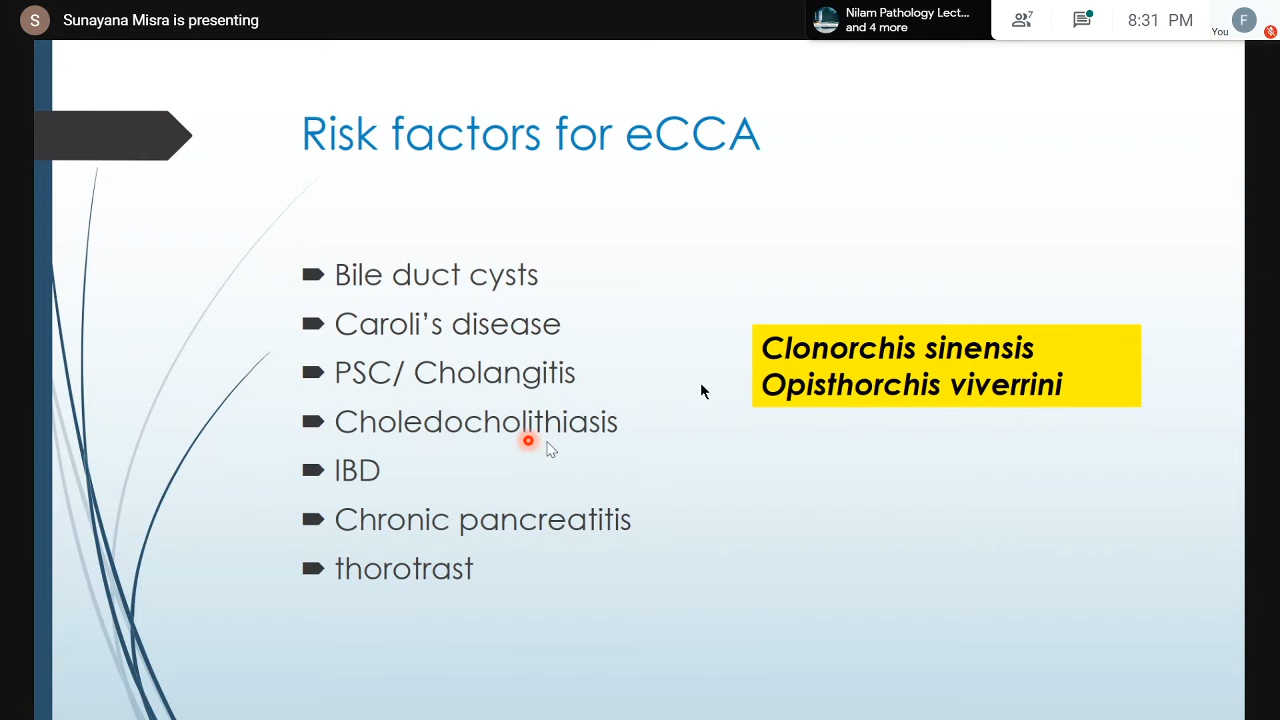 S Sunayana Misra is presenting
Nilam Pathology Lect...
and 4 more
7
8:31 PM
You
F
Risk factors for eCCA
Bile duct cysts
Caroli's disease
PSC/ Cholangitis
Choledocholithiasis
IBD
Chronic pancreatitis
thorotrast
Clonorchis sinensis
Opisthorchis viverrini